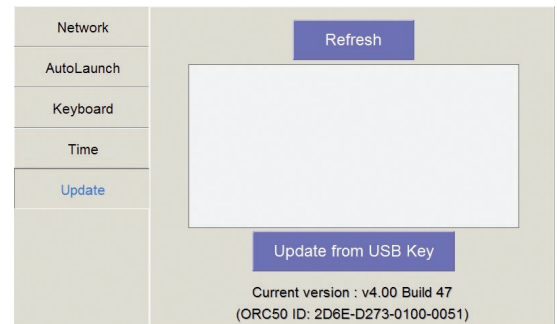 Network
AutoLaunch
Keyboard
Time
Update
Refresh
Update from USB Key
Current version : v4.00 Build 47
(ORC50 ID: 2D6E-D273-0100-0051)